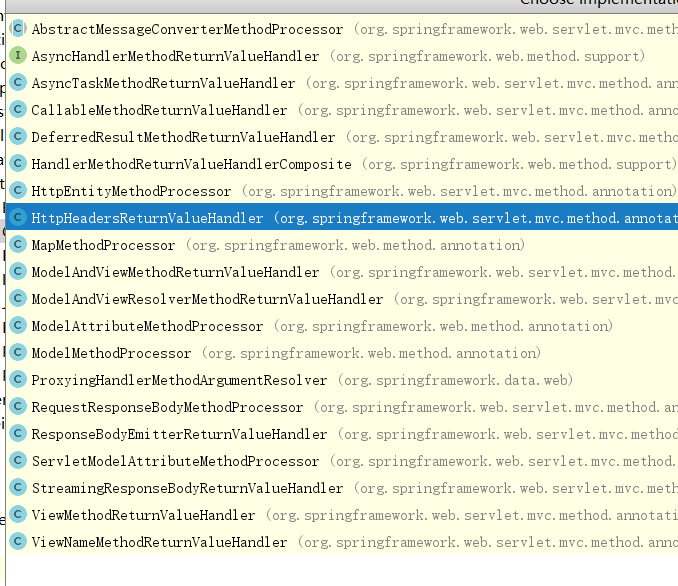 Choose Implementati
AbstractMessageConverterMethodProcessor (org.springframework.web.servlet.mvc.meth
AsyncHandlerMethodReturnValueHandler (org.springframework.web.method.support)
AsyncTaskMethodReturnValueHandler (org.springframework.web.servlet.mvc.method.ann
CallableMethodReturnValueHandler (org.springframework.web.servlet.mvc.method.anno
DeferredResultMethodReturnValueHandler (org.springframework.web.servlet.mvc.metho
HandlerMethodReturnValueHandlerComposite (org.springframework.web.method.support)
HttpEntityMethodProcessor (org.springframework.web.servlet.mvc.method.annotation)
HttpHeadersReturnValueHandler (org.springframework.web.servlet.mvc.method.annotat
MapMethodProcessor (org.springframework.web.method.annotation)
ModelAndViewMethodReturnValueHandler (org.springframework.web.servlet.mvc.method.
ModelAndViewResolverMethodReturnValueHandler (org.springframework.web.servlet.mvc
ModelAttributeMethodProcessor (org.springframework.web.method.annotation)
ModelMethodProcessor (org.springframework.web.method.annotation)
ProxyingHandlerMethodArgumentResolver (org.springframework.data.web)
RequestResponseBodyMethodProcessor (org.springframework.web.servlet.mvc.method.an
ResponseBodyEmitterReturnValueHandler (org.springframework.web.servlet.mvc.method
ServletModelAttributeMethodProcessor (org.springframework.web.servlet.mvc.method.
StreamingResponseBodyReturnValueHandler (org.springframework.web.servlet.mvc.meth
ViewMethodReturnValueHandler (org.springframework.web.servlet.mvc.method.annotati
ViewNameMethodReturnValueHandler (org.springframework.web.servlet.mvc.method.anno